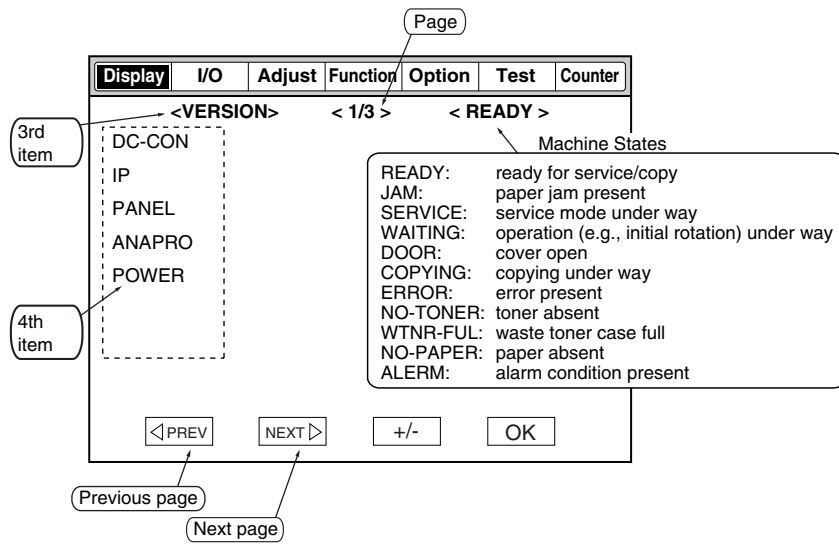 Page
Display I/O Adjust Function Option Test Counter
<VERSION> < 1/3 > < READY >
3rd
item
Machine States
DC-CON
IP
PANEL
ANAPRO
POWER
4th
item
READY: ready for service/copy
JAM: paper jam present
SERVICE: service mode under way
WAITING: operation (e.g., initial rotation) under way
DOOR: cover open
COPYING: copying under way
ERROR: error present
NO-TONER: toner absent
WTNR-FUL: waste toner case full
NO-PAPER: paper absent
ALERM: alarm condition present
PREV NEXT +/- OK
Previous page
Next page